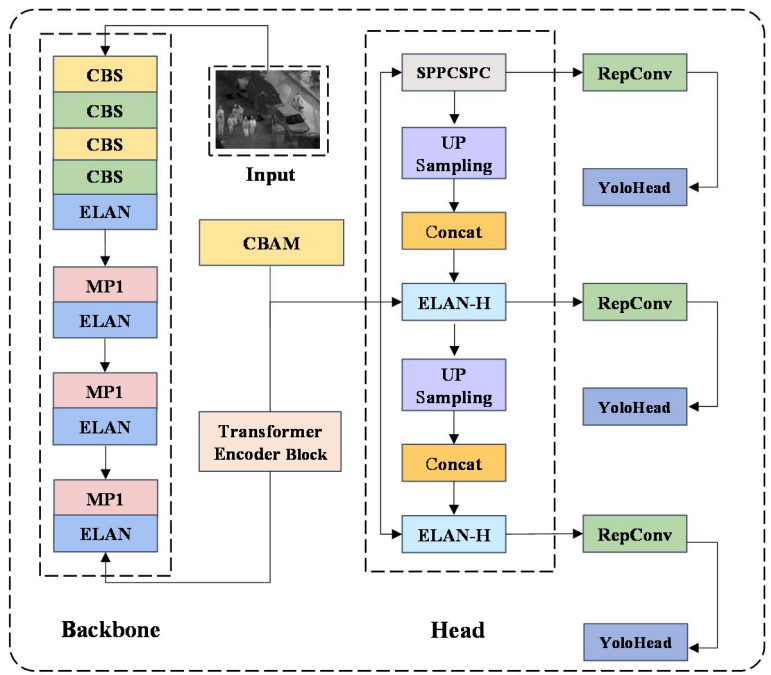 CBS
CBS
CBS
CBS
ELAN
MP1
ELAN
MP1
ELAN
MP1
ELAN
Backbone
Input
CBAM
Transformer
Encoder Block
SPPCSPC
UP
Sampling
Concat
ELAN-H
UP
Sampling
Concat
ELAN-H
Head
RepConv
YoloHead
RepConv
YoloHead
RepConv
YoloHead